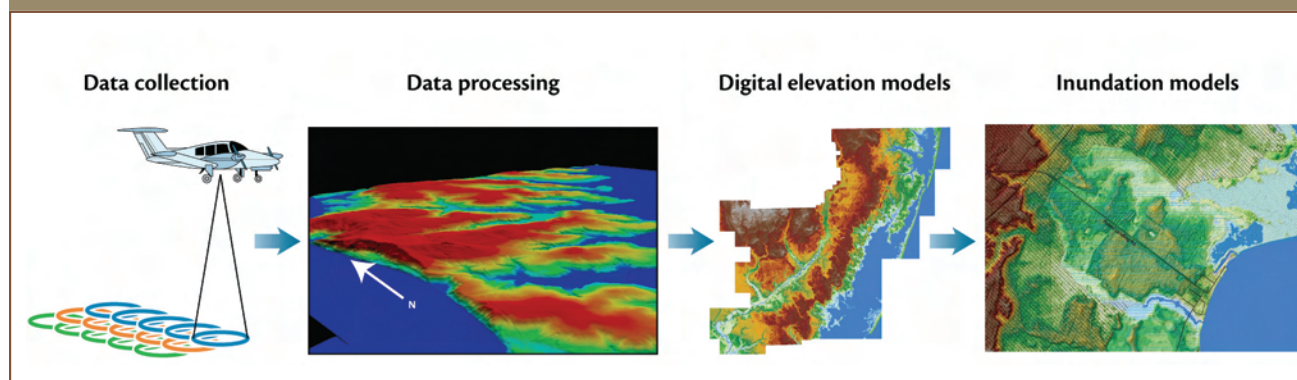 Data collection
Data processing
Digital elevation models
Inundation models
N